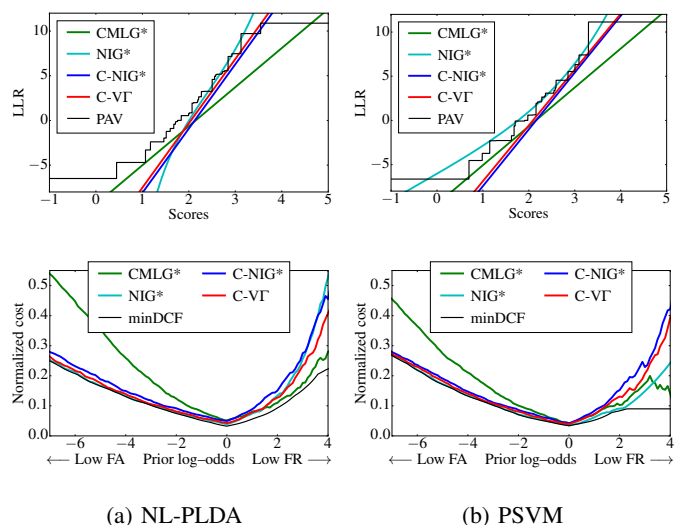 LLR
10
5
0
−5
CMLG*
NIG*
C-NIG*
C-VΓ
PAV
−1 0 1 2 3 4 5
Scores
LLR
10
5
0
−5
CMLG*
NIG*
C-NIG*
C-VΓ
PAV
−1 0 1 2 3 4 5
Scores
Normalized cost
0.5
0.4
0.3
0.2
0.1
0.0
CMLG* C-NIG*
NIG* C-VΓ
minDCF
−6 −4 −2 0 2 4
←— Low FA Prior log–odds Low FR —→
Normalized cost
0.5
0.4
0.3
0.2
0.1
0.0
CMLG* C-NIG*
NIG* C-VΓ
minDCF
−6 −4 −2 0 2 4
←— Low FA Prior log–odds Low FR —→
(a) NL-PLDA
(b) PSVM